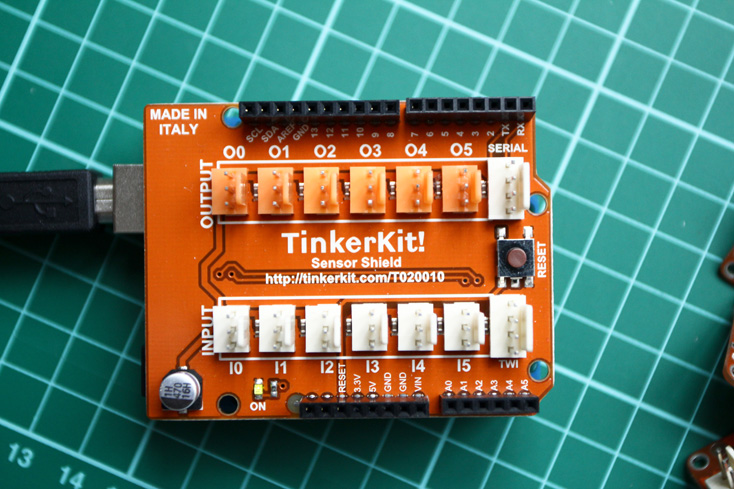 MADE IN
ITALY
SCL
SDA
AREF
GND
13
12
11
10
9
8
7
6
5
4
3
2
TX
RX
O0 O1 O2 O3 O4 O5 SERIAL
OUTPUT
TinkerKit!
Sensor Shield
http://tinkerkit.com/T020010
RESET
INPUT
I0 I1 I2 I3 I4 I5 TWI
RESET
3.3V
5V
GND
GND
VIN
A0
A1
A2
A3
A4
A5
ON
13 14